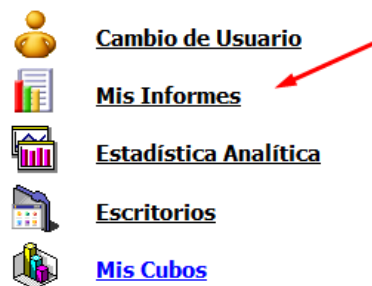 Cambio de Usuario
Mis Informes
Estadística Analítica
Escritorios
Mis Cubos